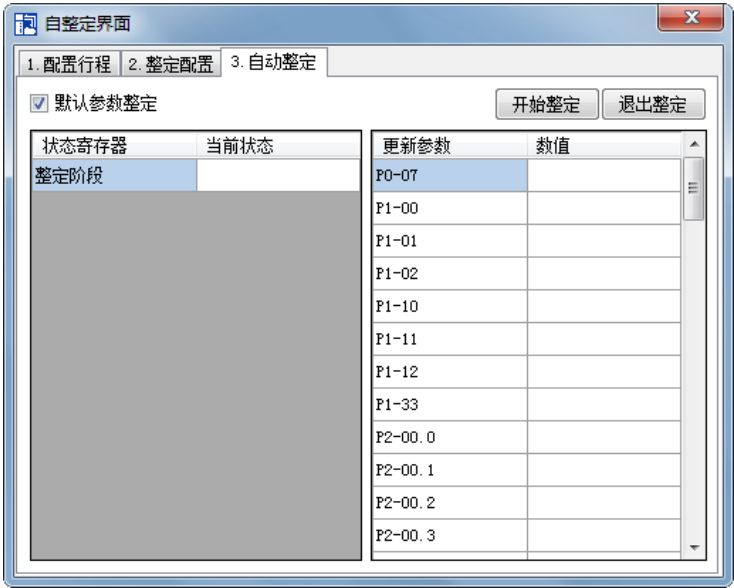 自整定界面
1.配置行程 2.整定配置 3.自动整定
默认参数整定 开始整定 退出整定
状态寄存器 当前状态 更新参数 数值
整定阶段 P0-07
P1-00
P1-01
P1-02
P1-10
P1-11
P1-12
P1-33
P2-00.0
P2-00.1
P2-00.2
P2-00.3